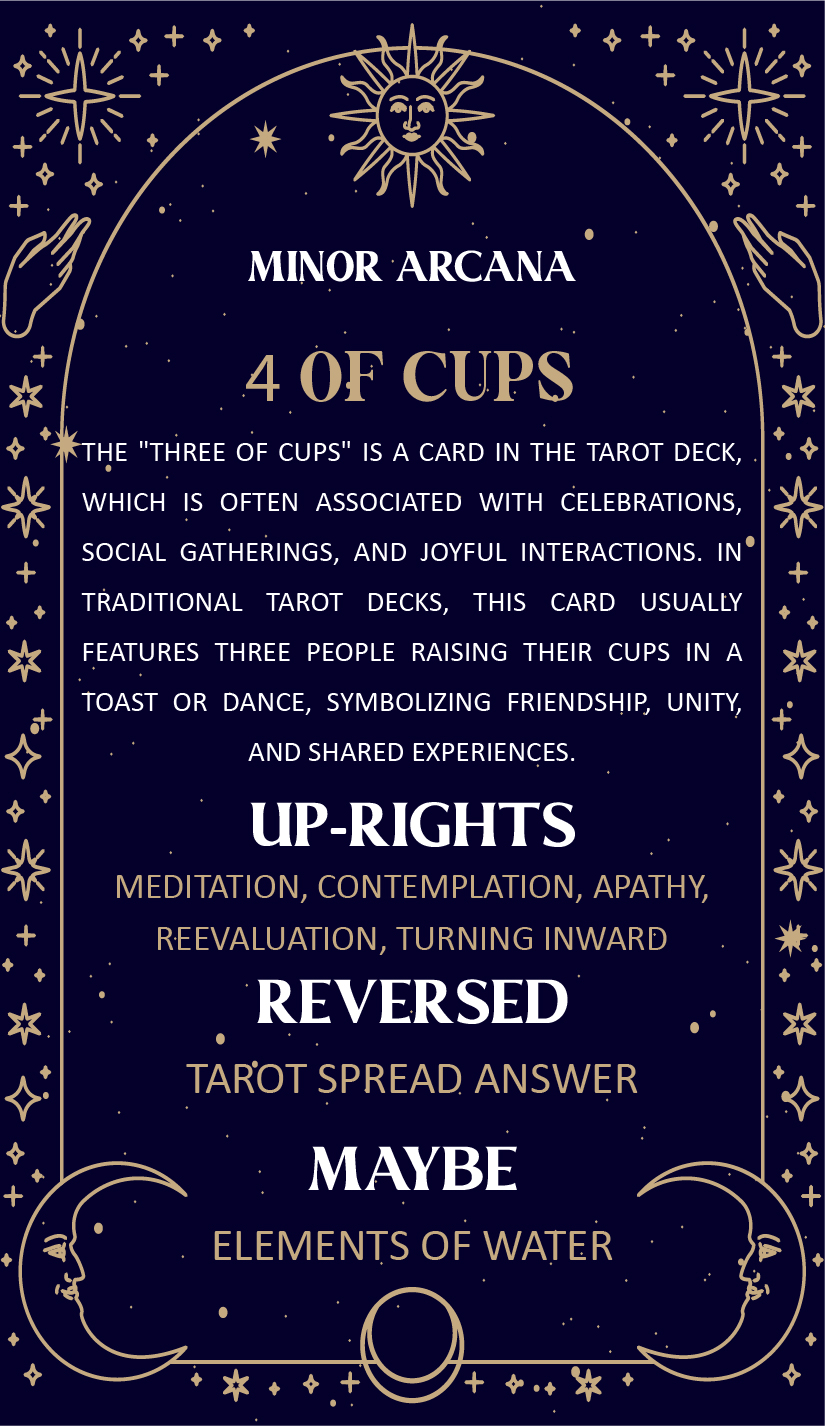 MINOR ARCANA
4 OF CUPS
THE "THREE OF CUPS" IS A CARD IN THE TAROT DECK,
WHICH IS OFTEN ASSOCIATED WITH CELEBRATIONS,
SOCIAL GATHERINGS, AND JOYFUL INTERACTIONS. IN
TRADITIONAL TAROT DECKS, THIS CARD USUALLY
FEATURES THREE PEOPLE RAISING THEIR CUPS IN A
TOAST OR DANCE, SYMBOLIZING FRIENDSHIP, UNITY,
AND SHARED EXPERIENCES.
UP-RIGHTS
MEDITATION, CONTEMPLATION, APATHY,
REEVALUATION, TURNING INWARD
REVERSED
TAROT SPREAD ANSWER
MAYBE
ELEMENTS OF WATER